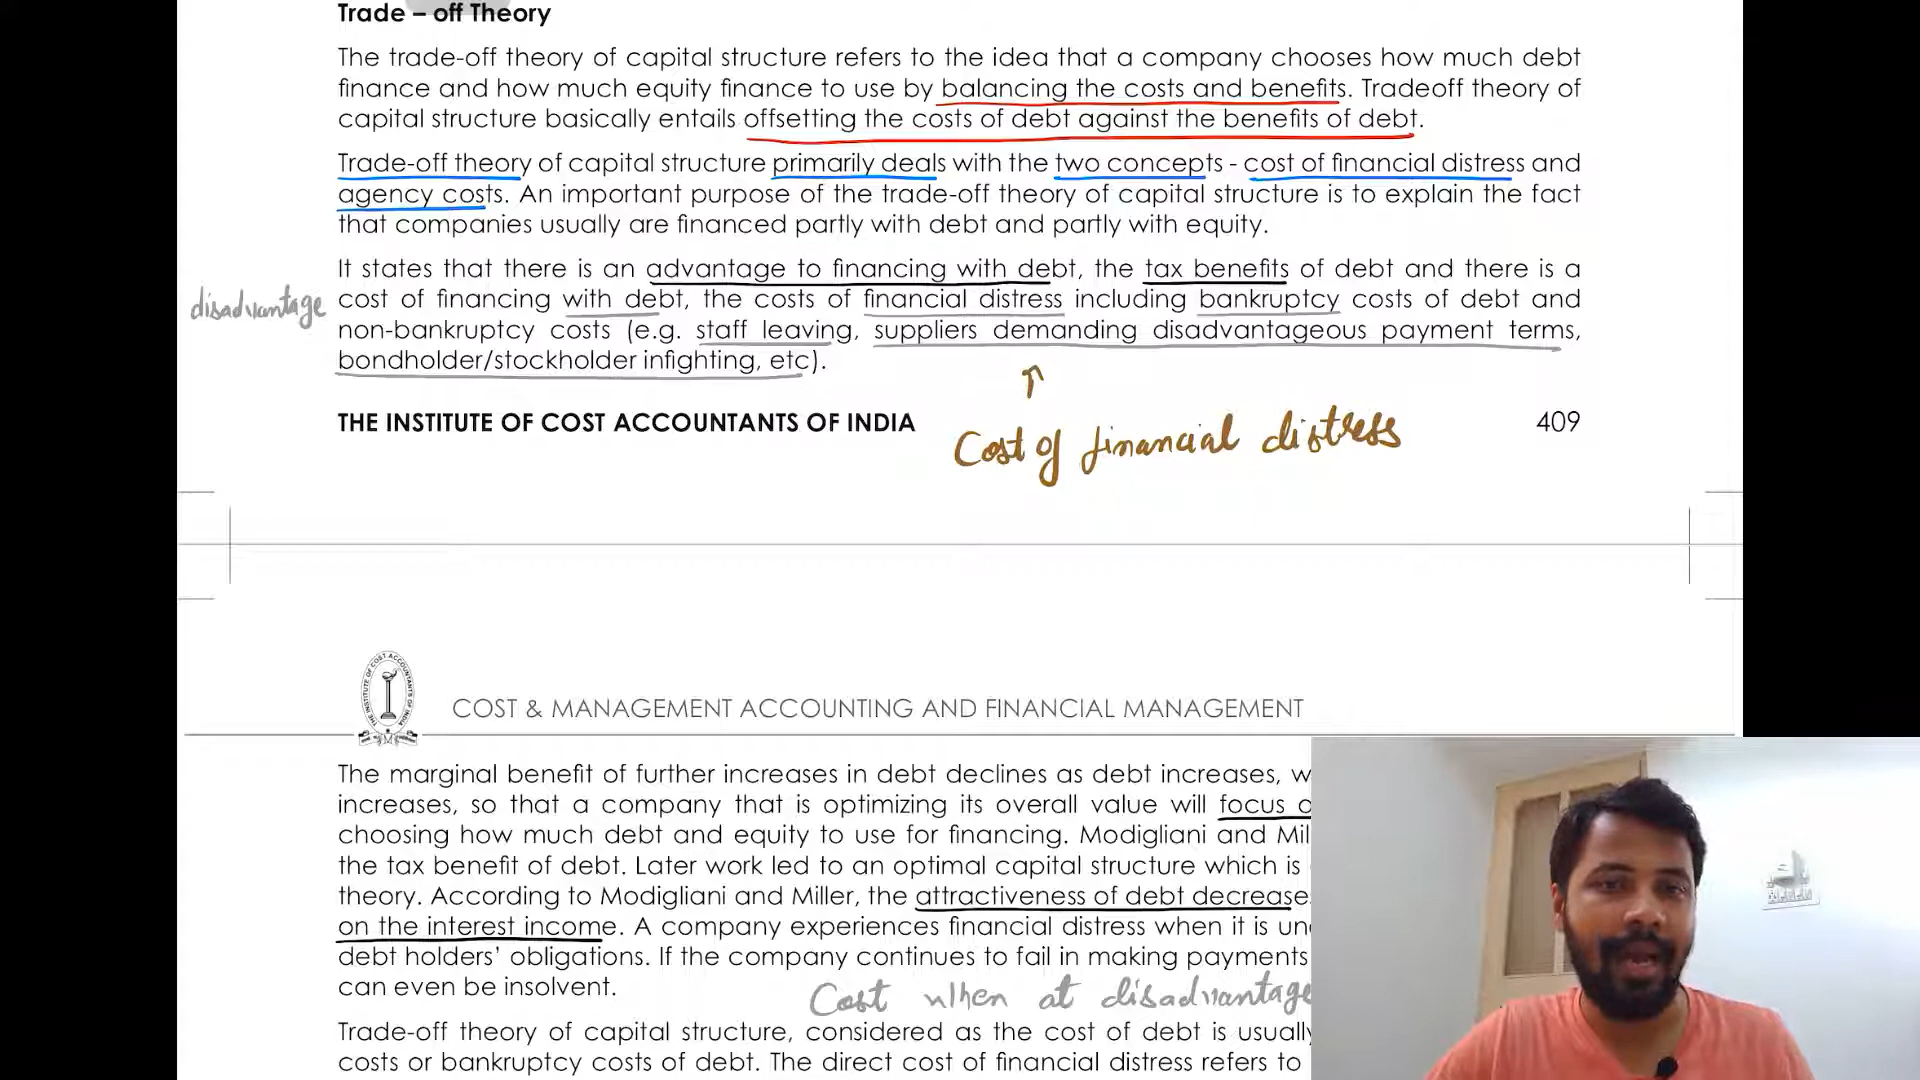 Trade – off Theory
The trade-off theory of capital structure refers to the idea that a company chooses how much debt
finance and how much equity finance to use by balancing the costs and benefits. Tradeoff theory of
capital structure basically entails offsetting the costs of debt against the benefits of debt.
Trade-off theory of capital structure primarily deals with the two concepts - cost of financial distress and
agency costs. An important purpose of the trade-off theory of capital structure is to explain the fact
that companies usually are financed partly with debt and partly with equity.
It states that there is an advantage to financing with debt, the tax benefits of debt and there is a
disadvantage
cost of financing with debt, the costs of financial distress including bankruptcy costs of debt and
non-bankruptcy costs (e.g. staff leaving, suppliers demanding disadvantageous payment terms,
bondholder/stockholder infighting, etc).
THE INSTITUTE OF COST ACCOUNTANTS OF INDIA
409
Cost of financial distress
COST & MANAGEMENT ACCOUNTING AND FINANCIAL MANAGEMENT
The marginal benefit of further increases in debt declines as debt increases,
increases, so that a company that is optimizing its overall value will focus
choosing how much debt and equity to use for financing. Modigliani and Mil
the tax benefit of debt. Later work led to an optimal capital structure which is
theory. According to Modigliani and Miller, the attractiveness of debt decrease
on the interest income. A company experiences financial distress when it is un
debt holders' obligations. If the company continues to fail in making payments
can even be insolvent.
Cost when at disadvantage
Trade-off theory of capital structure, considered as the cost of debt is usually
costs or bankruptcy costs of debt. The direct cost of financial distress refers to